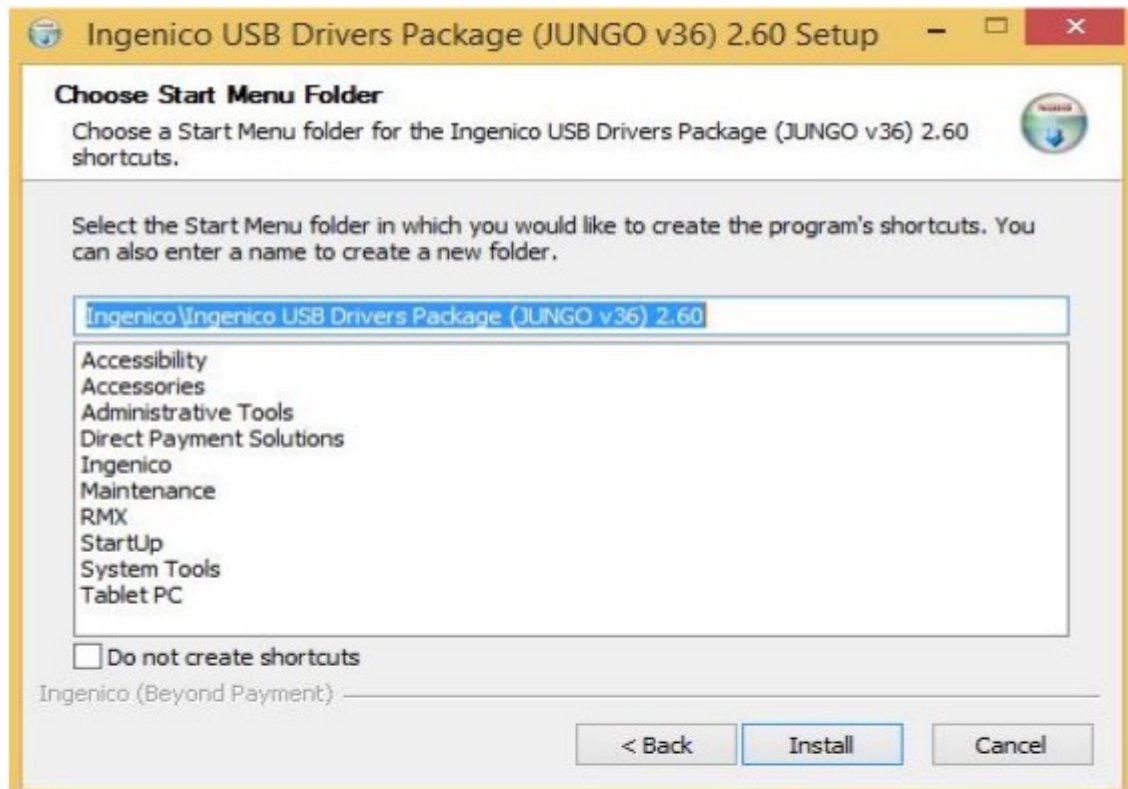 Ingenico USB Drivers Package (JUNGO v36) 2.60 Setup
Choose Start Menu Folder
Choose a Start Menu folder for the Ingenico USB Drivers Package (JUNGO v36) 2.60
shortcuts.
Select the Start Menu folder in which you would like to create the program's shortcuts. You
can also enter a name to create a new folder.
Ingenico\Ingenico USB Drivers Package (JUNGO v36) 2.60
Accessibility
Accessories
Administrative Tools
Direct Payment Solutions
Ingenico
Maintenance
RMX
StartUp
System Tools
Tablet PC
Do not create shortcuts
Ingenico (Beyond Payment)
< Back Install Cancel